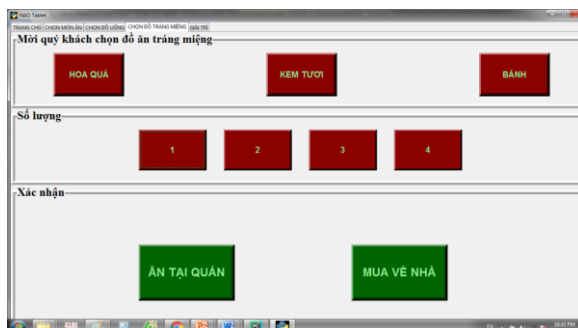 NAO Tablet
TRANG CHỦ CHỌN MÓN ĂN CHỌN ĐỒ UỐNG CHỌN ĐỒ TRÁNG MIỆNG GIẢI TRÍ
Mời quý khách chọn đồ ăn tráng miệng
HOA QUẢ KEM TƯƠI BÁNH
Số lượng
1 2 3 4
Xác nhận
ĂN TẠI QUÁN MUA VỀ NHÀ